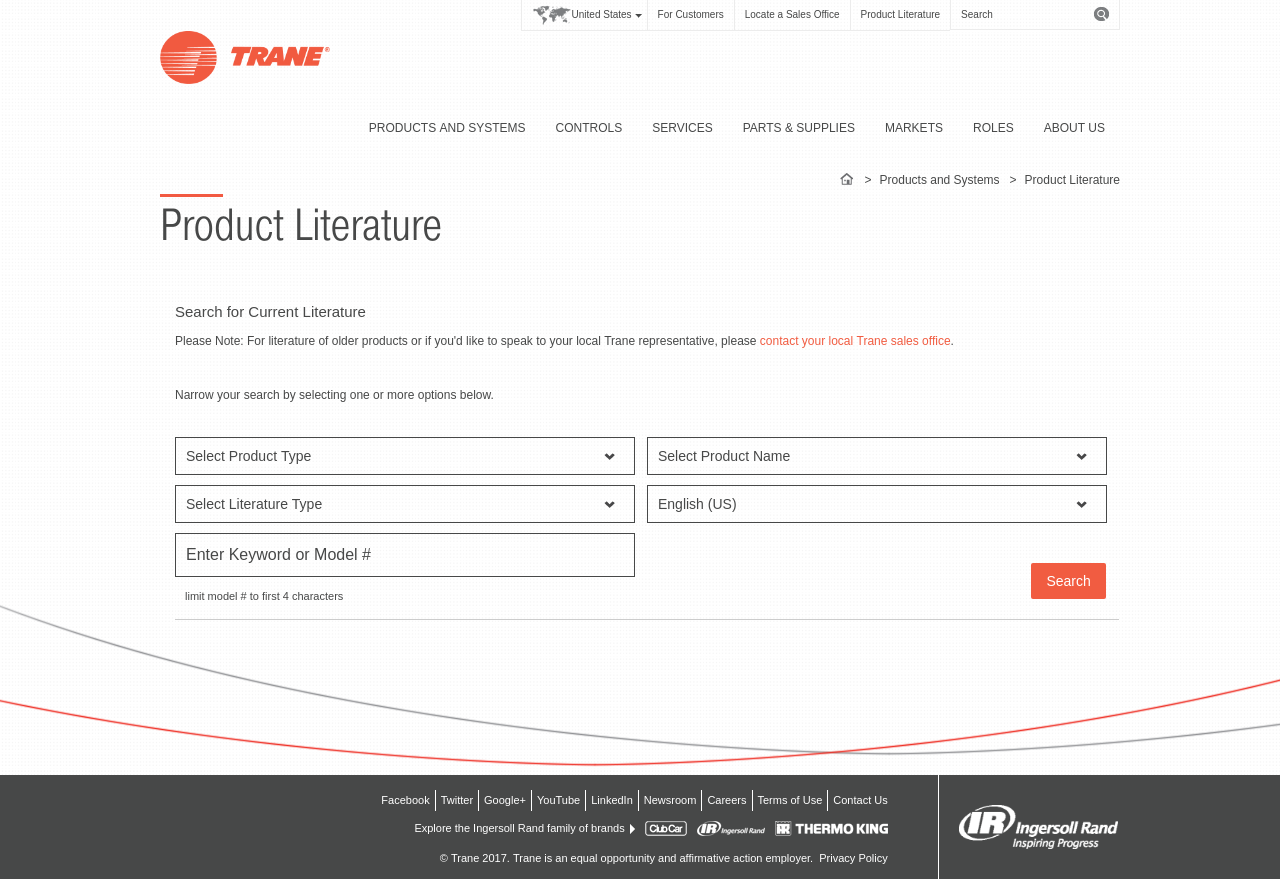 United States For Customers Locate a Sales Office Product Literature Search
TRANE®
PRODUCTS AND SYSTEMS CONTROLS SERVICES PARTS & SUPPLIES MARKETS ROLES ABOUT US
> Products and Systems > Product Literature
Product Literature
Search for Current Literature
Please Note: For literature of older products or if you'd like to speak to your local Trane representative, please contact your local Trane sales office.
Narrow your search by selecting one or more options below.
Select Product Type Select Product Name
Select Literature Type English (US)
Enter Keyword or Model #
Search
limit model # to first 4 characters
Facebook Twitter Google+ YouTube LinkedIn Newsroom Careers Terms of Use Contact Us
Explore the Ingersoll Rand family of brands Club Car IR Ingersoll Rand THERMO KING
IR Ingersoll Rand
Inspiring Progress
© Trane 2017. Trane is an equal opportunity and affirmative action employer. Privacy Policy